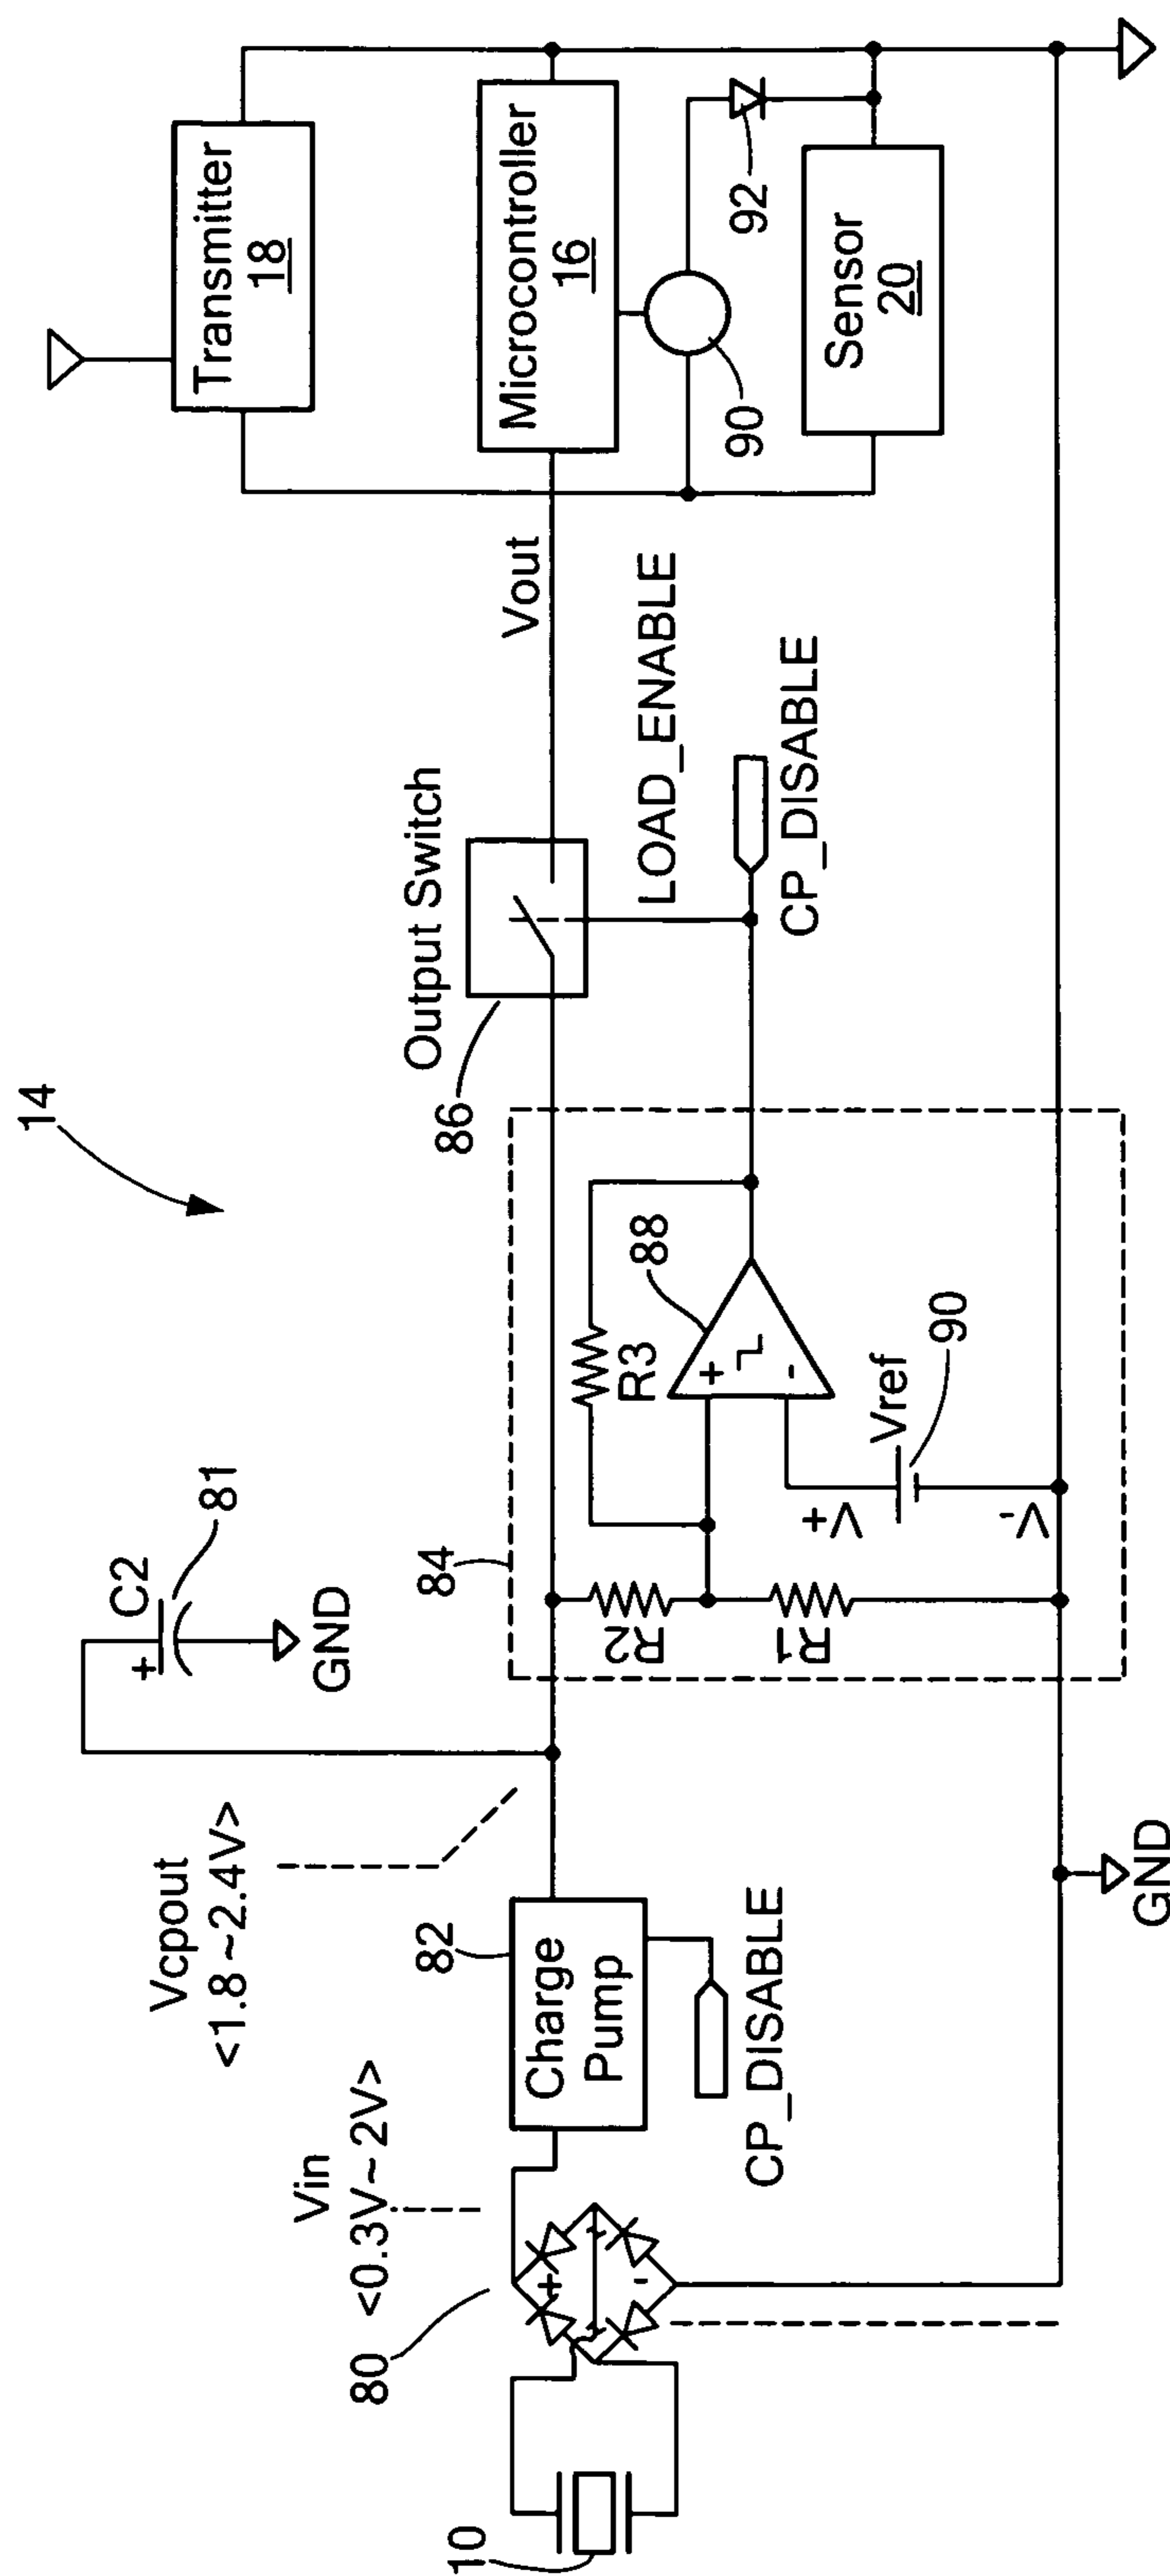 14
10
80
Vin
<0.3V~2V>
+
-
Charge
Pump
82
CP_DISABLE
Vcpout
<1.8~2.4V>
C2
+
81
GND
GND
84
R2
R1
R3
88
+
-
V+
V-
Vref
90
Output Switch
86
LOAD_ENABLE
CP_DISABLE
Vout
Transmitter
18
Microcontroller
16
90
92
Sensor
20